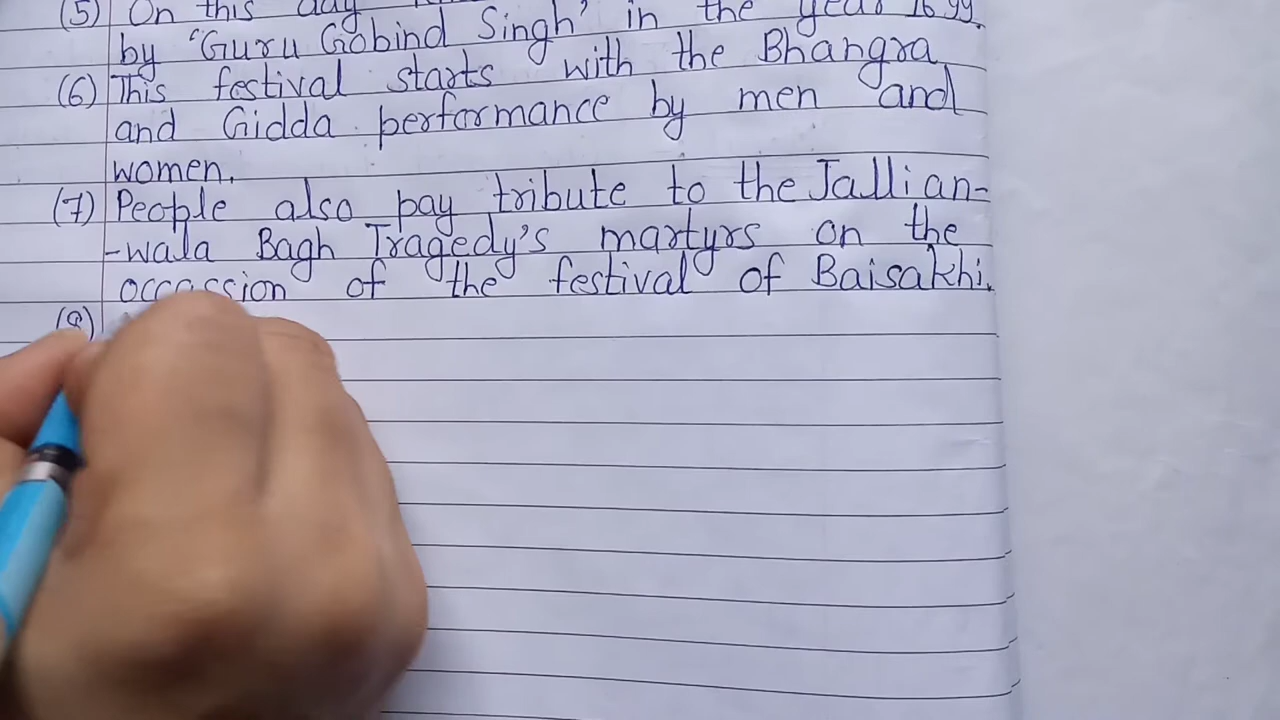 (5) On this day
by 'Guru Gobind Singh' in the year 1699.
(6) This festival starts with the Bhangra
and Gidda performance by men and
women.
(7) People also pay tribute to the Jallian-
-wala Bagh Tragedy's martyrs on the
occassion of the festival of Baisakhi.
(8)